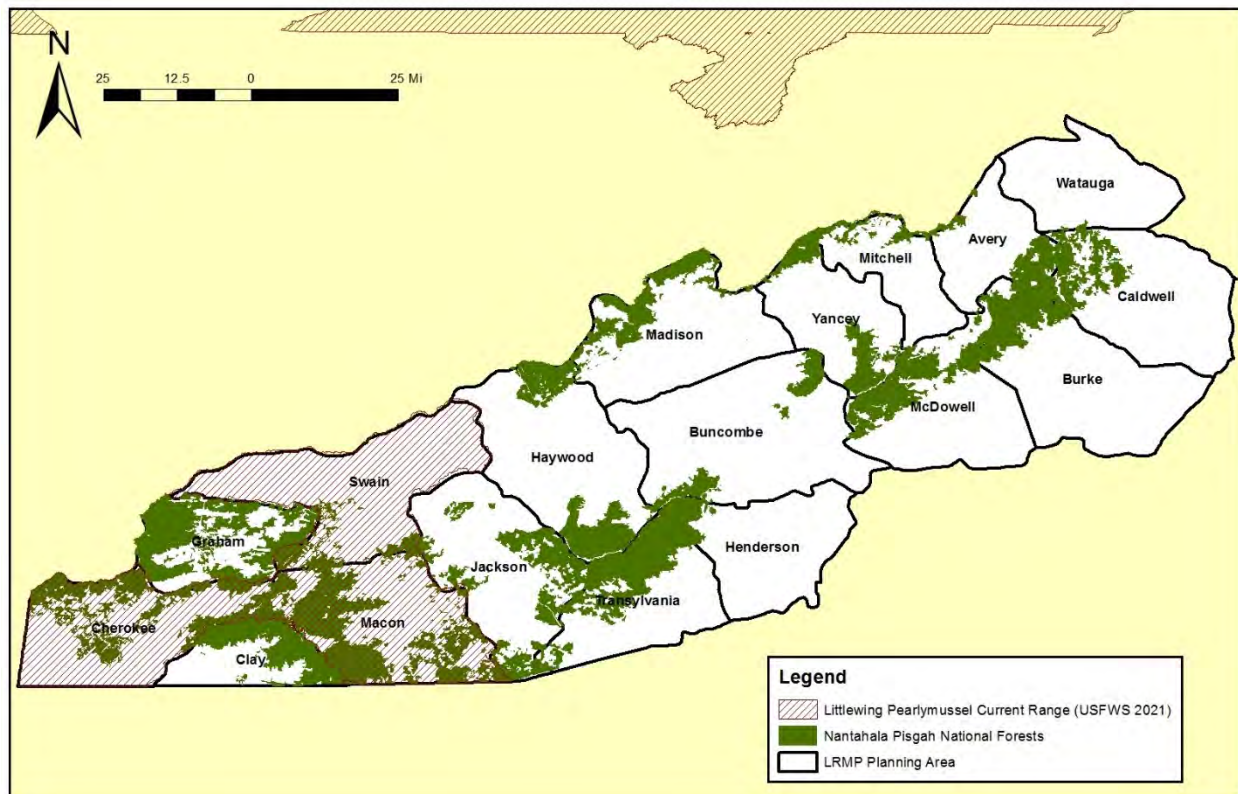 N
25 12.5 0 25 Mi
Watauga
Avery
Mitchell
Caldwell
Yancey
Madison
Burke
McDowell
Buncombe
Haywood
Swain
Graham
Henderson
Jackson
Transylvania
Macon
Cherokee
Clay
Legend
Littlewing Pearlymussel Current Range (USFWS 2021)
Nantahala Pisgah National Forests
LRMP Planning Area